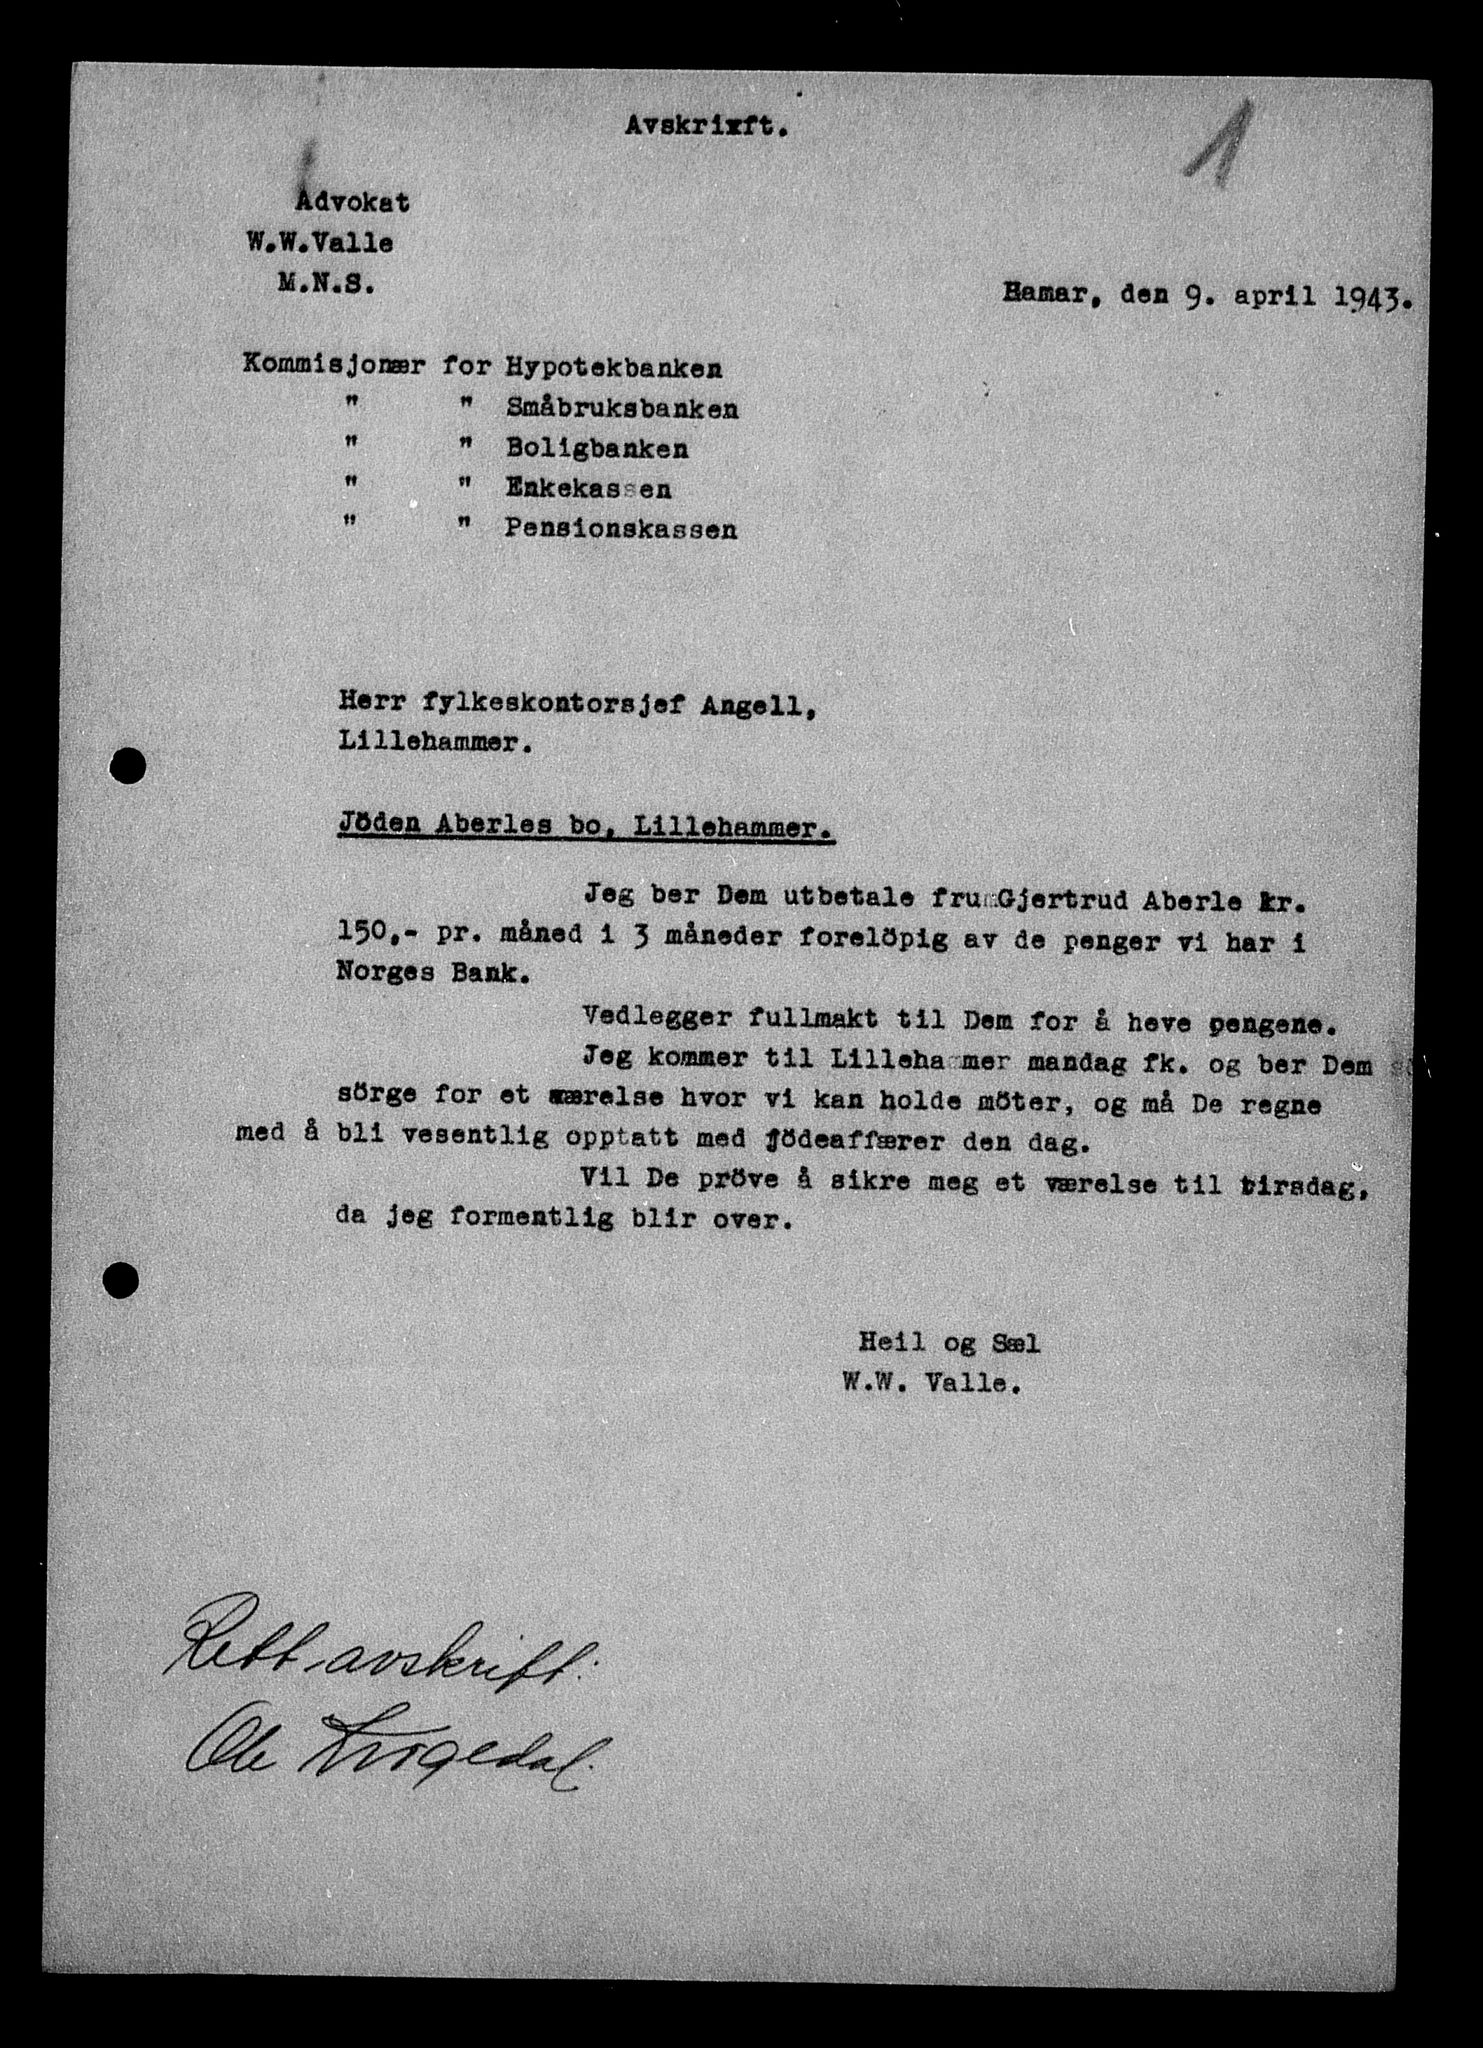 Avskrixft.
1
Advokat
W.W.Valle
M.N.S.
Hamar, den 9. april 1943.
Kommisjonær for Hypotekbanken
" " Småbruksbanken
" " Boligbanken
" " Enkekassen
" " Pensionskassen
Herr fylkeskontorsjef Angell,
Lillehammer.
Jöden Aberles bo, Lillehammer.
Jeg ber Dem utbetale fru Gjertrud Aberle kr.
150,- pr. måned i 3 måneder forelöpig av de penger vi har i
Norges Bank.
Vedlegger fullmakt til Dem for å heve pengene.
Jeg kommer til Lillehammer mandag fk. og ber Dem
sörge for et værelse hvor vi kan holde möter, og må De regne
med å bli vesentlig opptatt med jödeaffærer den dag.
Vil De pröve å sikre meg et værelse til tirsdag,
da jeg formentlig blir over.
Heil og Sæl
W.W. Valle.
Rett avskrift:
Ole